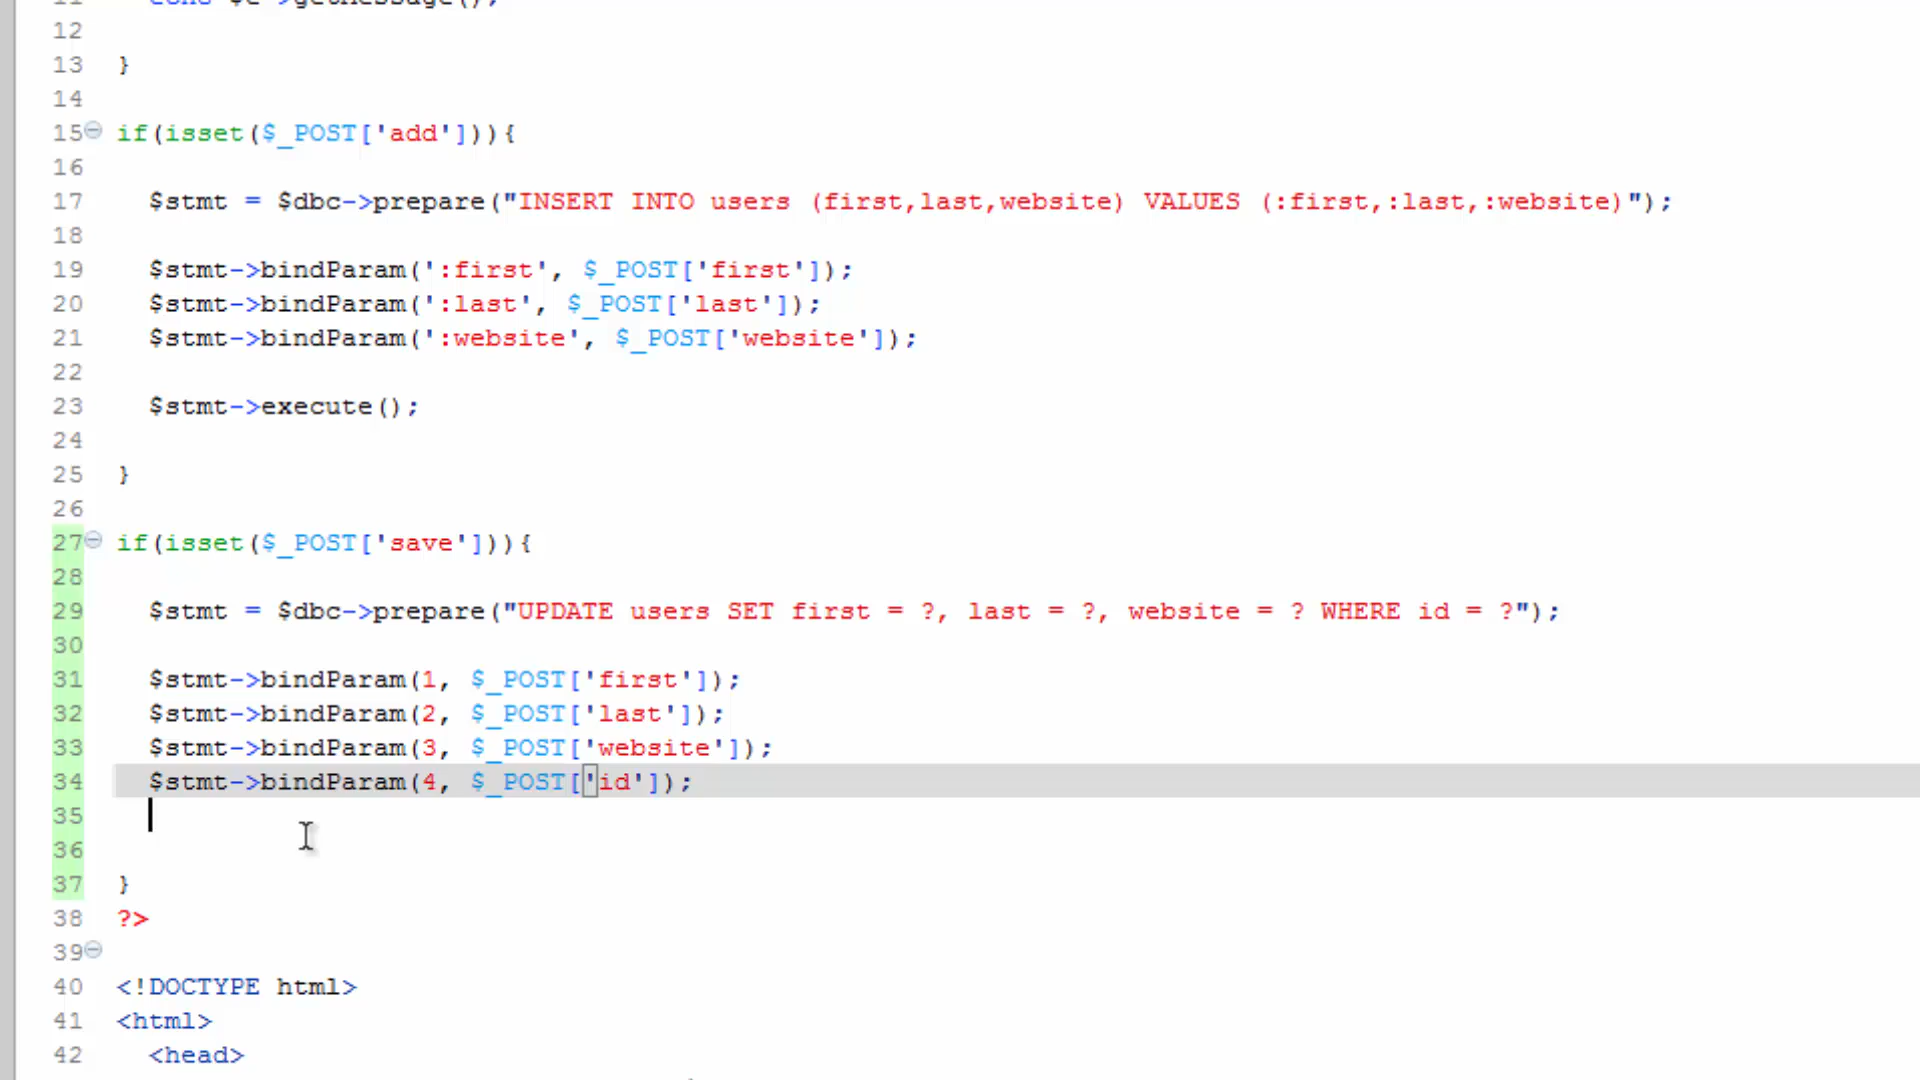 11 echo $e->getMessage();
12
13 }
14
15 if(isset($_POST['add'])){
16
17 $stmt = $dbc->prepare("INSERT INTO users (first,last,website) VALUES (:first,:last,:website)");
18
19 $stmt->bindParam(':first', $_POST['first']);
20 $stmt->bindParam(':last', $_POST['last']);
21 $stmt->bindParam(':website', $_POST['website']);
22
23 $stmt->execute();
24
25 }
26
27 if(isset($_POST['save'])){
28
29 $stmt = $dbc->prepare("UPDATE users SET first = ?, last = ?, website = ? WHERE id = ?");
30
31 $stmt->bindParam(1, $_POST['first']);
32 $stmt->bindParam(2, $_POST['last']);
33 $stmt->bindParam(3, $_POST['website']);
34 $stmt->bindParam(4, $_POST['id']);
35
36
37 }
38 ?>
39
40 <!DOCTYPE html>
41 <html>
42 <head>